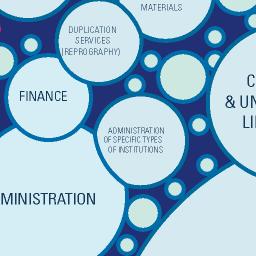 MATERIALS
DUPLICATION
SERVICES
(REPROGRAPHY)
FINANCE
& UN
LI
ADMINISTRATION
OF SPECIFIC TYPES
OF INSTITUTIONS
MINISTRATION